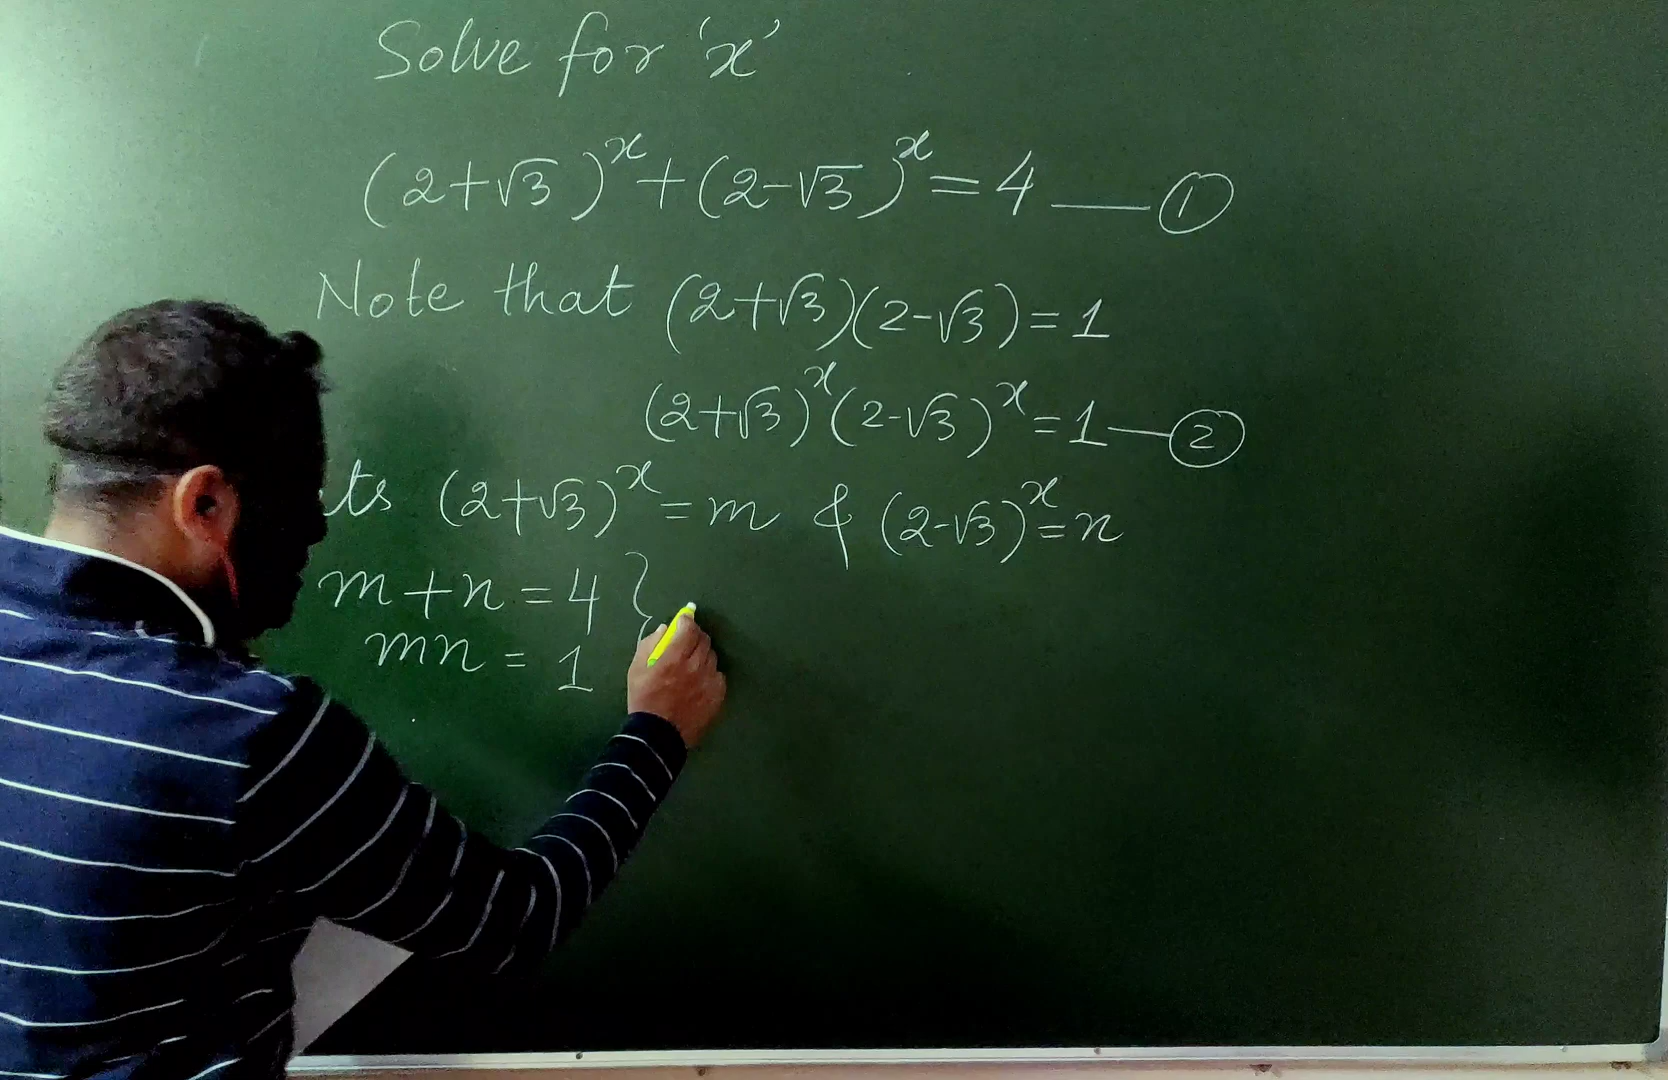 Solve for 'x'
(2+√3)ˣ+(2-√3)ˣ=4 — ①
Note that (2+√3)(2-√3)=1
(2+√3)ˣ(2-√3)ˣ=1 — ②
ts (2+√3)ˣ=m & (2-√3)ˣ=n
m+n=4 }
mn=1